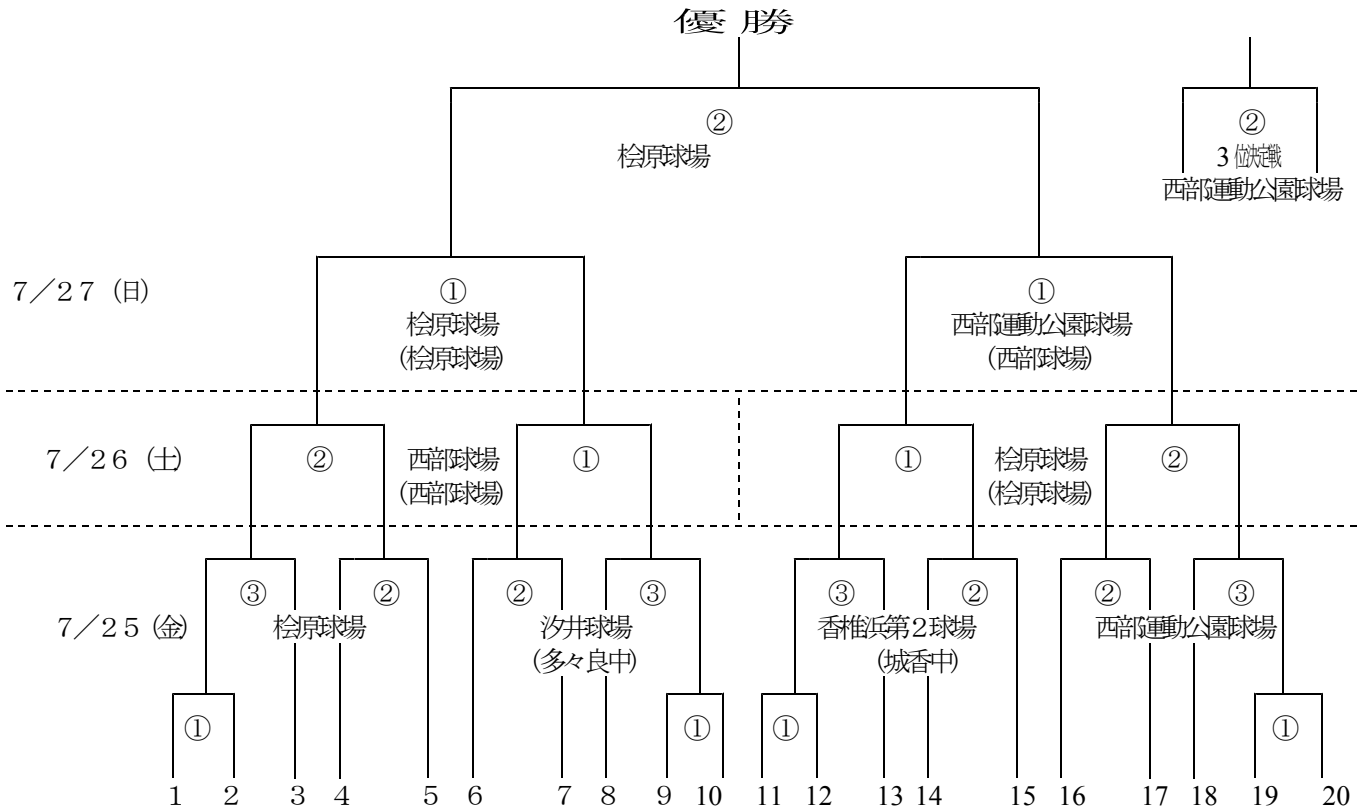 優 勝
②
桧原球場
②
3位決定戦
西部運動公園球場
7/27 (日)
①
桧原球場
(桧原球場)
①
西部運動公園球場
(西部球場)
7/26 (土)
②
西部球場
(西部球場)
①
①
桧原球場
(桧原球場)
②
7/25 (金)
③
桧原球場
②
②
汐井球場
(多々良中)
③
③
香椎浜第2球場
(城香中)
②
②
西部運動公園球場
③
① ① ① ①
1 2 3 4 5 6 7 8 9 10 11 12 13 14 15 16 17 18 19 20